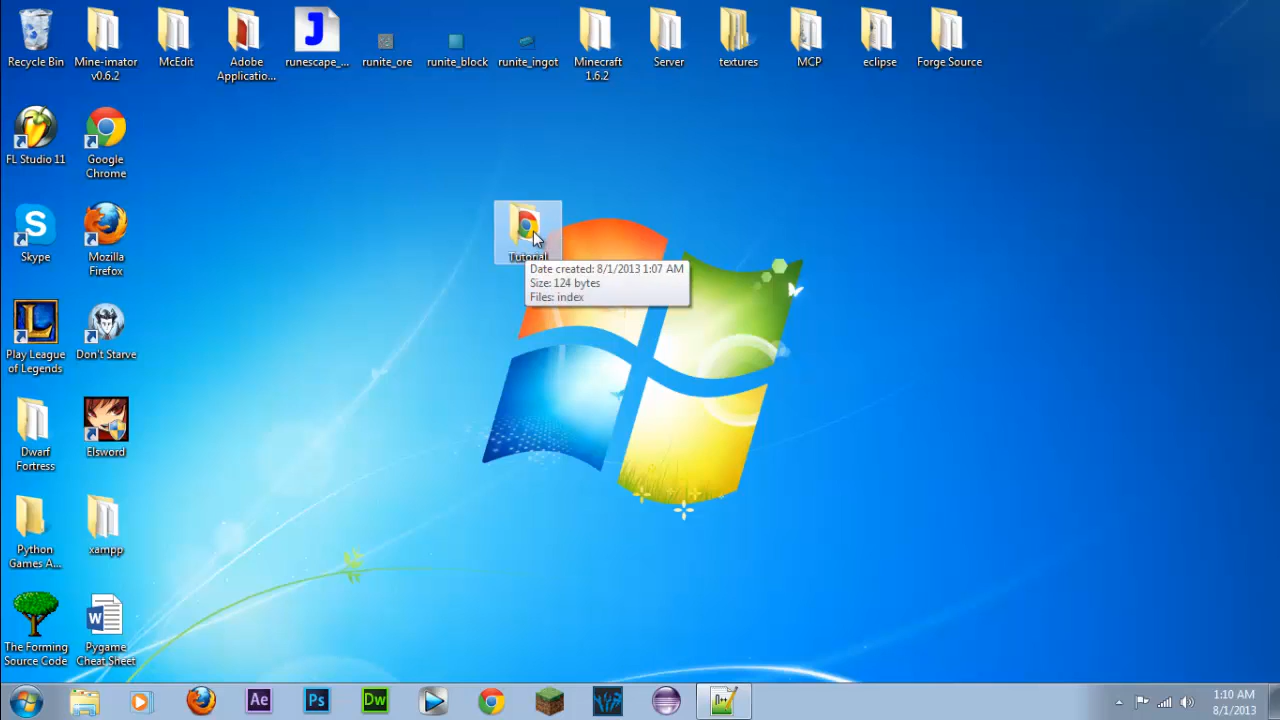 Recycle Bin
Mine-imator
v0.6.2
McEdit
Adobe
Applicatio...
J
runescape_...
runite_ore
runite_block
runite_ingot
Minecraft
1.6.2
Server
textures
MCP
eclipse
Forge Source
FL Studio 11
Google
Chrome
Skype
Mozilla
Firefox
Tutorial
Date created: 8/1/2013 1:07 AM
Size: 124 bytes
Files: index
Play League
of Legends
Don't Starve
Dwarf
Fortress
Elsword
Python
Games A...
xampp
The Forming
Source Code
Pygame
Cheat Sheet
Ae
Ps
Dw
1:10 AM
8/1/2013